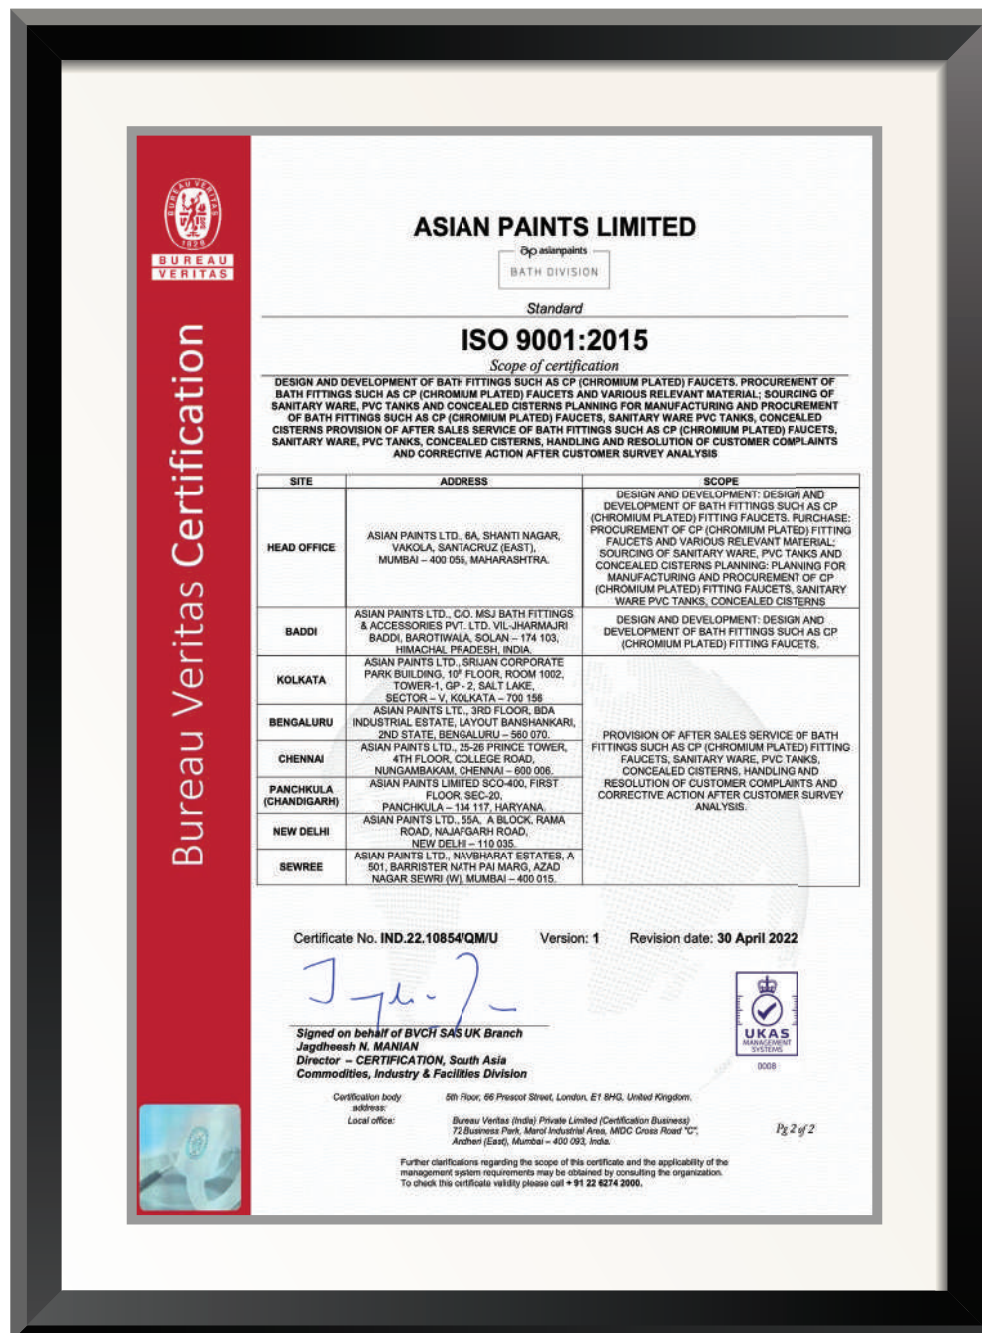 BUREAU VERITAS
1828
BUREAU
VERITAS
Bureau Veritas Certification
ASIAN PAINTS LIMITED
ap asianpaints
BATH DIVISION
Standard
ISO 9001:2015
Scope of certification
DESIGN AND DEVELOPMENT OF BATH FITTINGS SUCH AS CP (CHROMIUM PLATED) FAUCETS. PROCUREMENT OF
BATH FITTINGS SUCH AS CP (CHROMIUM PLATED) FAUCETS AND VARIOUS RELEVANT MATERIAL; SOURCING OF
SANITARY WARE, PVC TANKS AND CONCEALED CISTERNS PLANNING FOR MANUFACTURING AND PROCUREMENT
OF BATH FITTINGS SUCH AS CP (CHROMIUM PLATED) FAUCETS, SANITARY WARE PVC TANKS, CONCEALED
CISTERNS PROVISION OF AFTER SALES SERVICE OF BATH FITTINGS SUCH AS CP (CHROMIUM PLATED) FAUCETS,
SANITARY WARE, PVC TANKS, CONCEALED CISTERNS, HANDLING AND RESOLUTION OF CUSTOMER COMPLAINTS
AND CORRECTIVE ACTION AFTER CUSTOMER SURVEY ANALYSIS
SITE ADDRESS SCOPE
HEAD OFFICE
ASIAN PAINTS LTD. 6A, SHANTI NAGAR,
VAKOLA, SANTACRUZ (EAST),
MUMBAI – 400 055, MAHARASHTRA.
DESIGN AND DEVELOPMENT: DESIGN AND
DEVELOPMENT OF BATH FITTINGS SUCH AS CP
(CHROMIUM PLATED) FITTING FAUCETS. PURCHASE:
PROCUREMENT OF CP (CHROMIUM PLATED) FITTING
FAUCETS AND VARIOUS RELEVANT MATERIAL;
SOURCING OF SANITARY WARE, PVC TANKS AND
CONCEALED CISTERNS PLANNING: PLANNING FOR
MANUFACTURING AND PROCUREMENT OF CP
(CHROMIUM PLATED) FITTING FAUCETS, SANITARY
WARE PVC TANKS, CONCEALED CISTERNS
BADDI
ASIAN PAINTS LTD., CO. MSJ BATH FITTINGS
& ACCESSORIES PVT. LTD. VIL-JHARMAJRI
BADDI, BAROTIWALA, SOLAN – 174 103,
HIMACHAL PRADESH, INDIA.
DESIGN AND DEVELOPMENT: DESIGN AND
DEVELOPMENT OF BATH FITTINGS SUCH AS CP
(CHROMIUM PLATED) FITTING FAUCETS.
KOLKATA
ASIAN PAINTS LTD., SRIJAN CORPORATE
PARK BUILDING, FLOOR, ROOM 1002,
TOWER-1, GP - 2, SALT LAKE,
SECTOR – V, KOLKATA – 700 156
BENGALURU
ASIAN PAINTS LTD., 3RD FLOOR, BDA
INDUSTRIAL ESTATE, LAYOUT BANSHANKARI,
2ND STATE, BENGALURU – 560 070.
CHENNAI
ASIAN PAINTS LTD., 25-26 PRINCE TOWER,
4TH FLOOR, COLLEGE ROAD,
NUNGAMBAKAM, CHENNAI – 600 006.
PANCHKULA
(CHANDIGARH)
ASIAN PAINTS LIMITED SCO-400, FIRST
FLOOR SEC-20,
PANCHKULA – 134 117, HARYANA.
NEW DELHI
ASIAN PAINTS LTD., 55A, A BLOCK, RAMA
ROAD, NAJAFGARH ROAD,
NEW DELHI – 110 035.
SEWREE
ASIAN PAINTS LTD., NAVBHARAT ESTATES, A
501, BARRISTER NATH PAI MARG, AZAD
NAGAR SEWRI (W), MUMBAI – 400 015.
PROVISION OF AFTER SALES SERVICE OF BATH
FITTINGS SUCH AS CP (CHROMIUM PLATED) FITTING
FAUCETS, SANITARY WARE, PVC TANKS,
CONCEALED CISTERNS, HANDLING AND
RESOLUTION OF CUSTOMER COMPLAINTS AND
CORRECTIVE ACTION AFTER CUSTOMER SURVEY
ANALYSIS.
Certificate No. IND.22.10854/QM/U Version: 1 Revision date: 30 April 2022
Signed on behalf of BVCH SAS UK Branch
Jagdheesh N. MANIAN
Director – CERTIFICATION, South Asia
Commodities, Industry & Facilities Division
UKAS
MANAGEMENT
SYSTEMS
0008
Certification body
address:
5th Floor, 66 Prescot Street, London, E1 8HG, United Kingdom.
Local office:
Bureau Veritas (India) Private Limited (Certification Business)
72 Business Park, Marol Industrial Area, MIDC Cross Road "C",
Andheri (East), Mumbai – 400 093, India.
Pg 2 of 2
Further clarifications regarding the scope of this certificate and the applicability of the
management system requirements may be obtained by consulting the organization.
To check this certificate validity please call + 91 22 6274 2000.